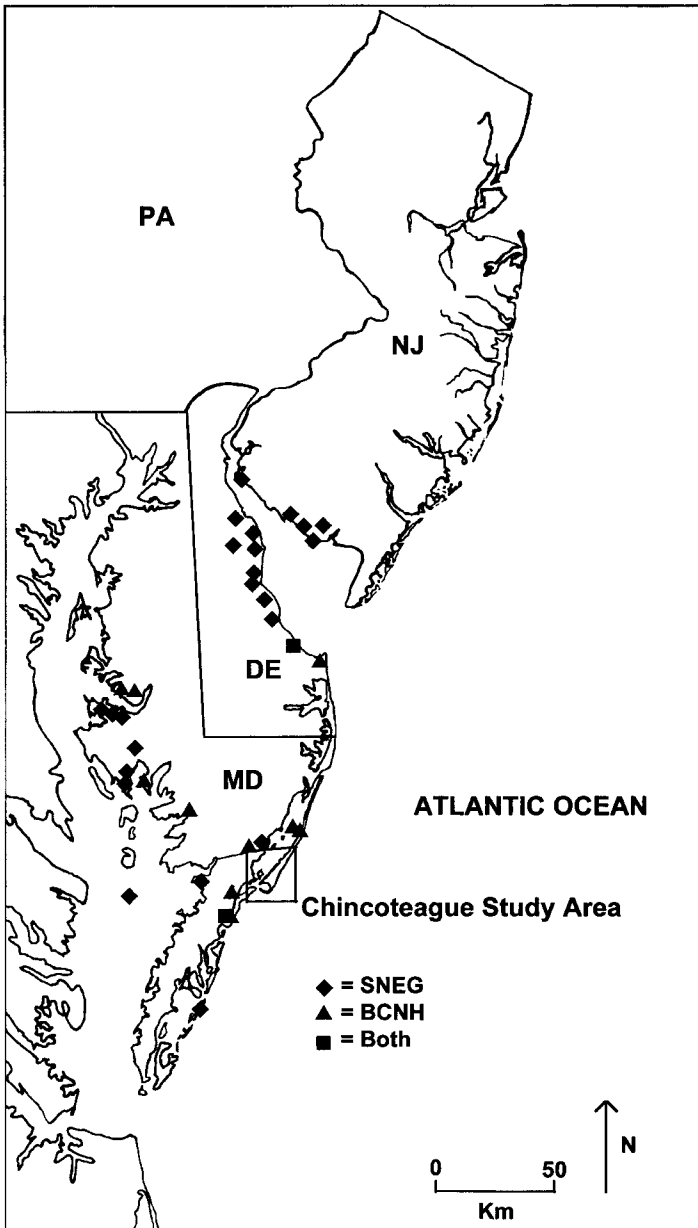 PA
NJ
DE
MD
ATLANTIC OCEAN
Chincoteague Study Area
◆ = SNEG
▲ = BCNH
■ = Both
0 50
Km
N